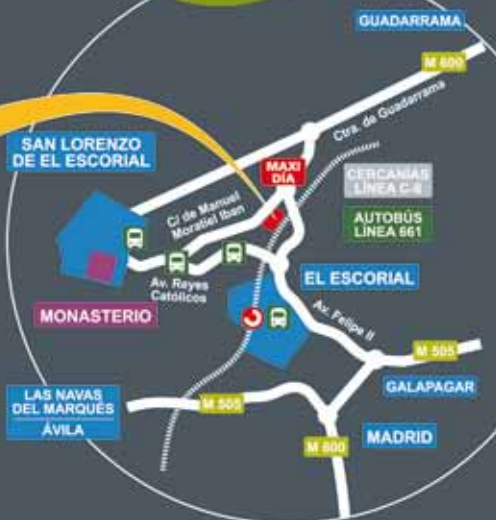 GUADARRAMA
M 600
Ctra. de Guadarrama
SAN LORENZO
DE EL ESCORIAL
MAXI
DÍA
CERCANÍAS
LÍNEA C-8
C/ de Manuel
Moratiel Iban
AUTOBÚS
LÍNEA 661
EL ESCORIAL
Av. Reyes
Católicos
MONASTERIO
Av. Felipe II
M 505
GALAPAGAR
LAS NAVAS
DEL MARQUÉS
ÁVILA
M 505
MADRID
M 600